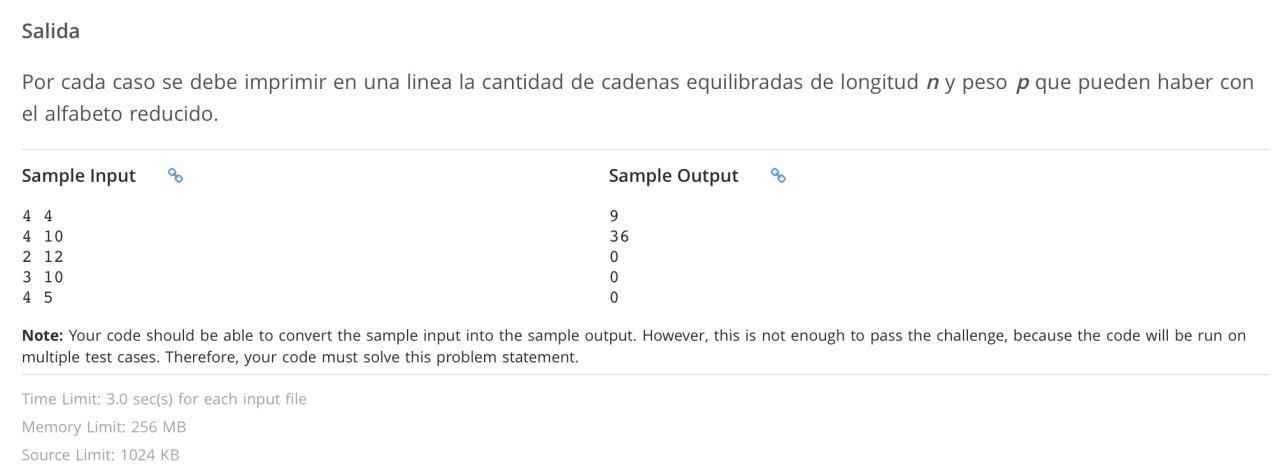 Salida
Por cada caso se debe imprimir en una linea la cantidad de cadenas equilibradas de longitud n y peso p que pueden haber con
el alfabeto reducido.
Sample Input
Sample Output
4 4
9
4 10
36
2 12
0
3 10
0
4 5
0
Note: Your code should be able to convert the sample input into the sample output. However, this is not enough to pass the challenge, because the code will be run on
multiple test cases. Therefore, your code must solve this problem statement.
Time Limit: 3.0 sec(s) for each input file
Memory Limit: 256 MB
Source Limit: 1024 KB